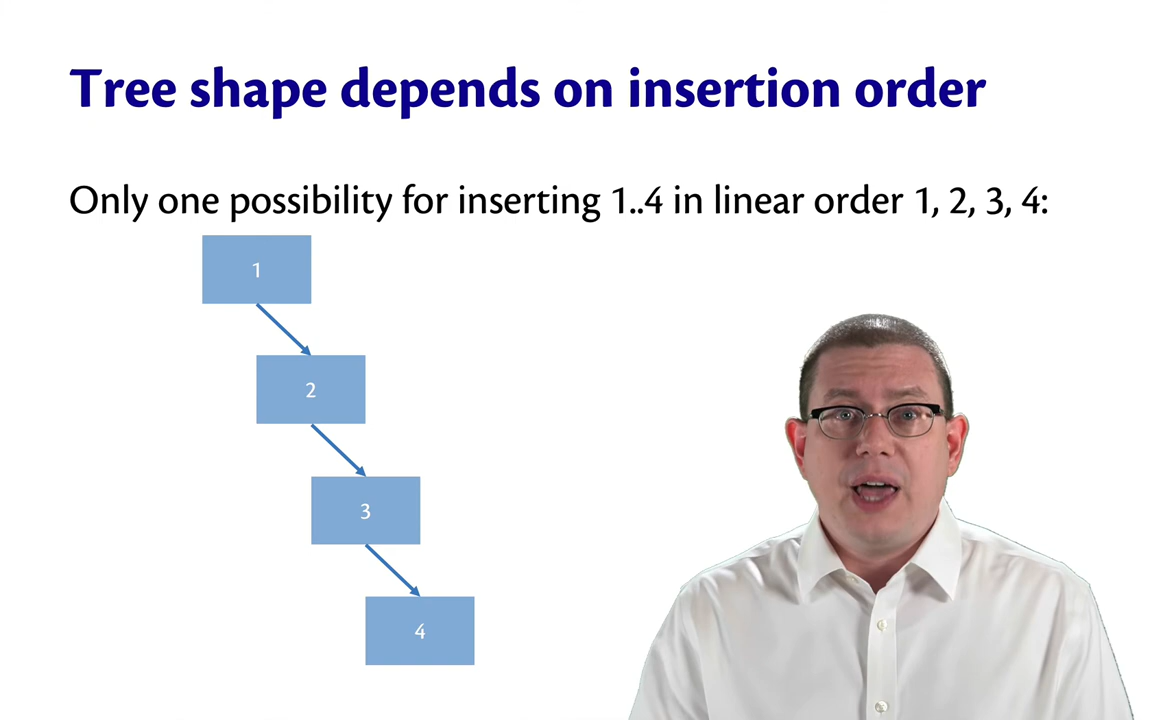 Tree shape depends on insertion order
Only one possibility for inserting 1..4 in linear order 1, 2, 3, 4:
1
2
3
4